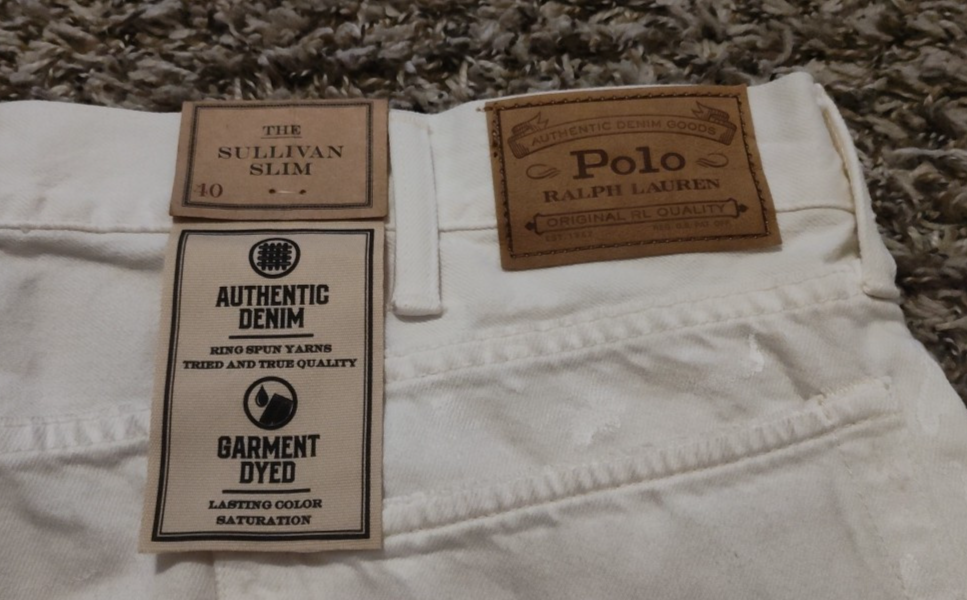 THE
SULLIVAN
SLIM
40
AUTHENTIC
DENIM
RING SPUN YARNS
TRIED AND TRUE QUALITY
GARMENT
DYED
LASTING COLOR
SATURATION
AUTHENTIC DENIM GOODS
Polo
RALPH LAUREN
ORIGINAL RL QUALITY